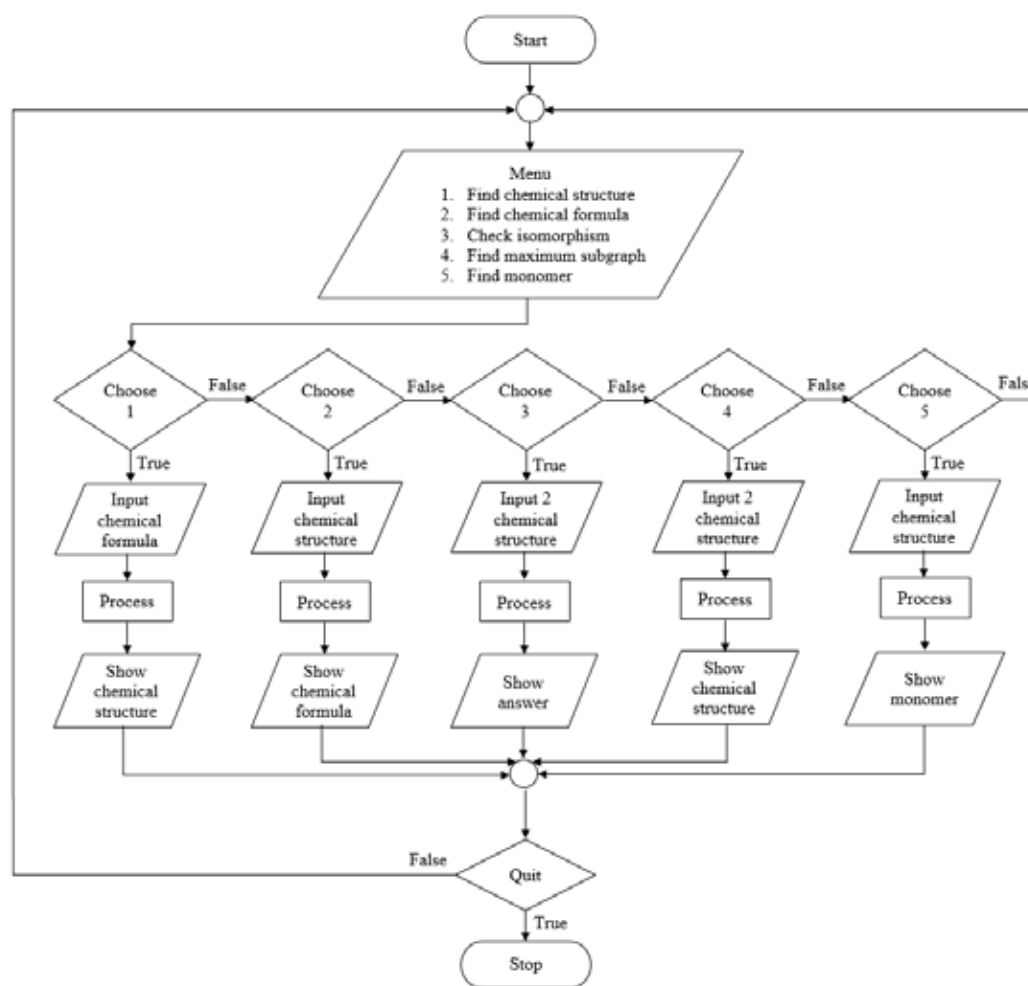 Start
Menu
1. Find chemical structure
2. Find chemical formula
3. Check isomorphism
4. Find maximum subgraph
5. Find monomer
Choose
1
False
Choose
2
False
Choose
3
False
Choose
4
False
Choose
5
False
True
True
True
True
True
Input
chemical
formula
Input
chemical
structure
Input 2
chemical
structure
Input 2
chemical
structure
Input
chemical
structure
Process
Process
Process
Process
Process
Show
chemical
structure
Show
chemical
formula
Show
answer
Show
chemical
structure
Show
monomer
False
Quit
True
Stop